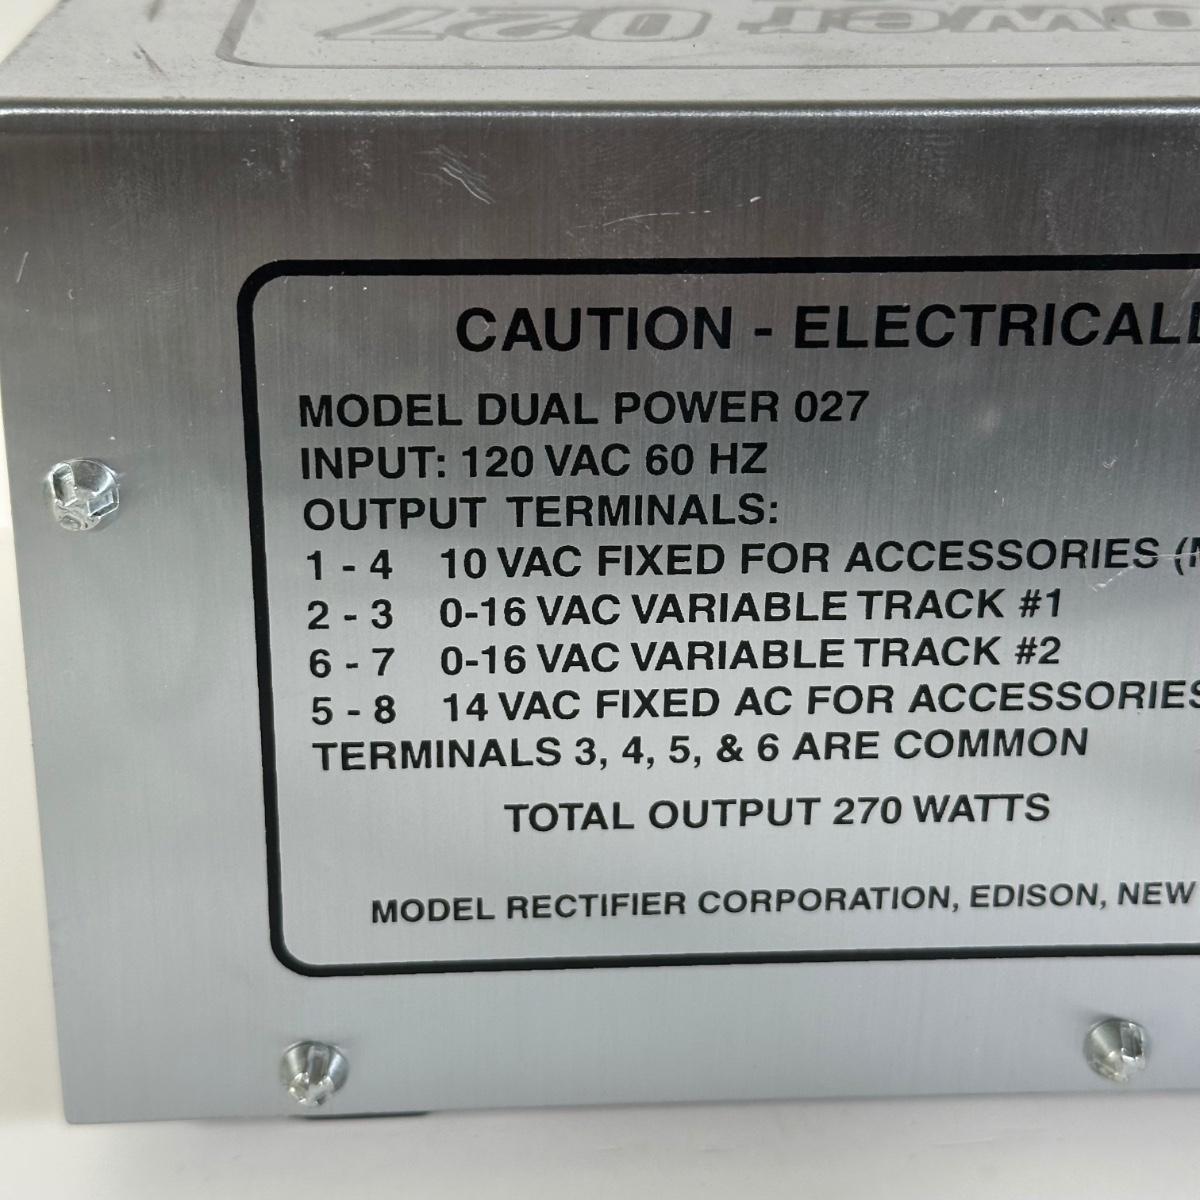 ower 027
CAUTION - ELECTRICALL
MODEL DUAL POWER 027
INPUT: 120 VAC 60 HZ
OUTPUT TERMINALS:
1 - 4 10 VAC FIXED FOR ACCESSORIES (
2 - 3 0-16 VAC VARIABLE TRACK #1
6 - 7 0-16 VAC VARIABLE TRACK #2
5 - 8 14 VAC FIXED AC FOR ACCESSORIES
TERMINALS 3, 4, 5, & 6 ARE COMMON
TOTAL OUTPUT 270 WATTS
MODEL RECTIFIER CORPORATION, EDISON, NEW